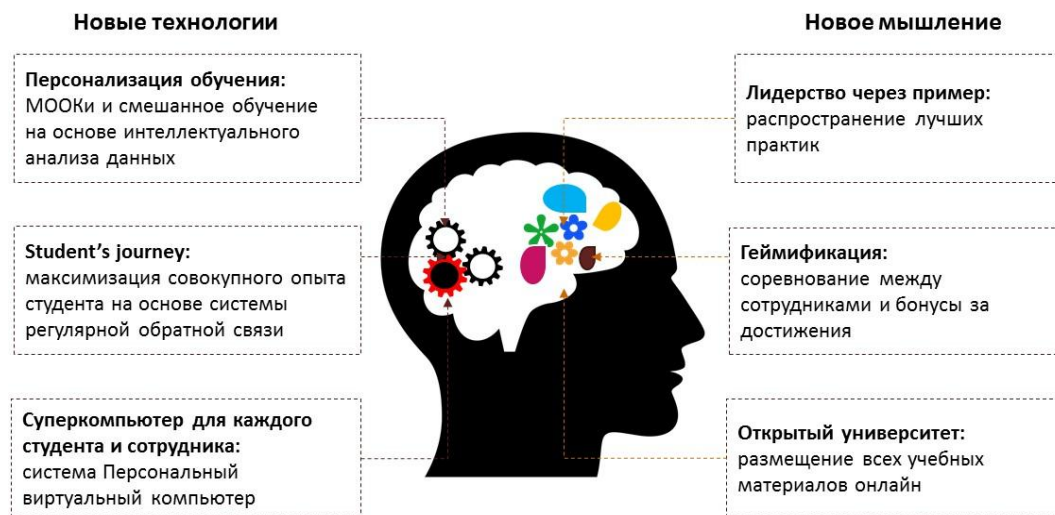 Новые технологии
Новое мышление
Персонализация обучения:
МООКи и смешанное обучение
на основе интеллектуального
анализа данных
Лидерство через пример:
распространение лучших
практик
Student’s journey:
максимизация совокупного опыта
студента на основе системы
регулярной обратной связи
Геймификация:
соревнование между
сотрудниками и бонусы за
достижения
Суперкомпьютер для каждого
студента и сотрудника:
система Персональный
виртуальный компьютер
Открытый университет:
размещение всех учебных
материалов онлайн